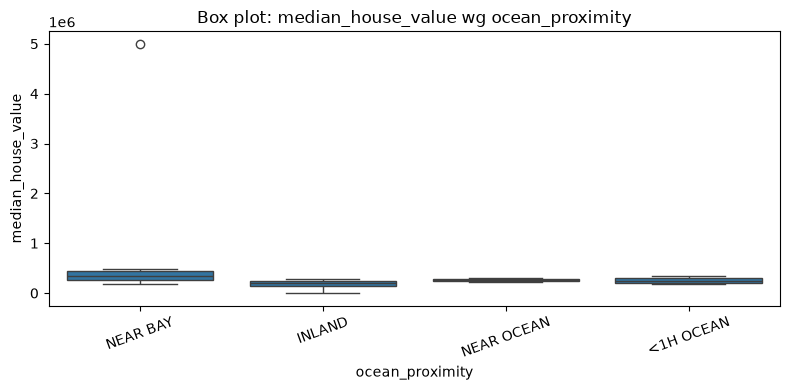 Box plot: median_house_value wg ocean_proximity
1e6
5
4
3
2
1
0
median_house_value
NEAR BAY
INLAND
NEAR OCEAN
<1H OCEAN
ocean_proximity